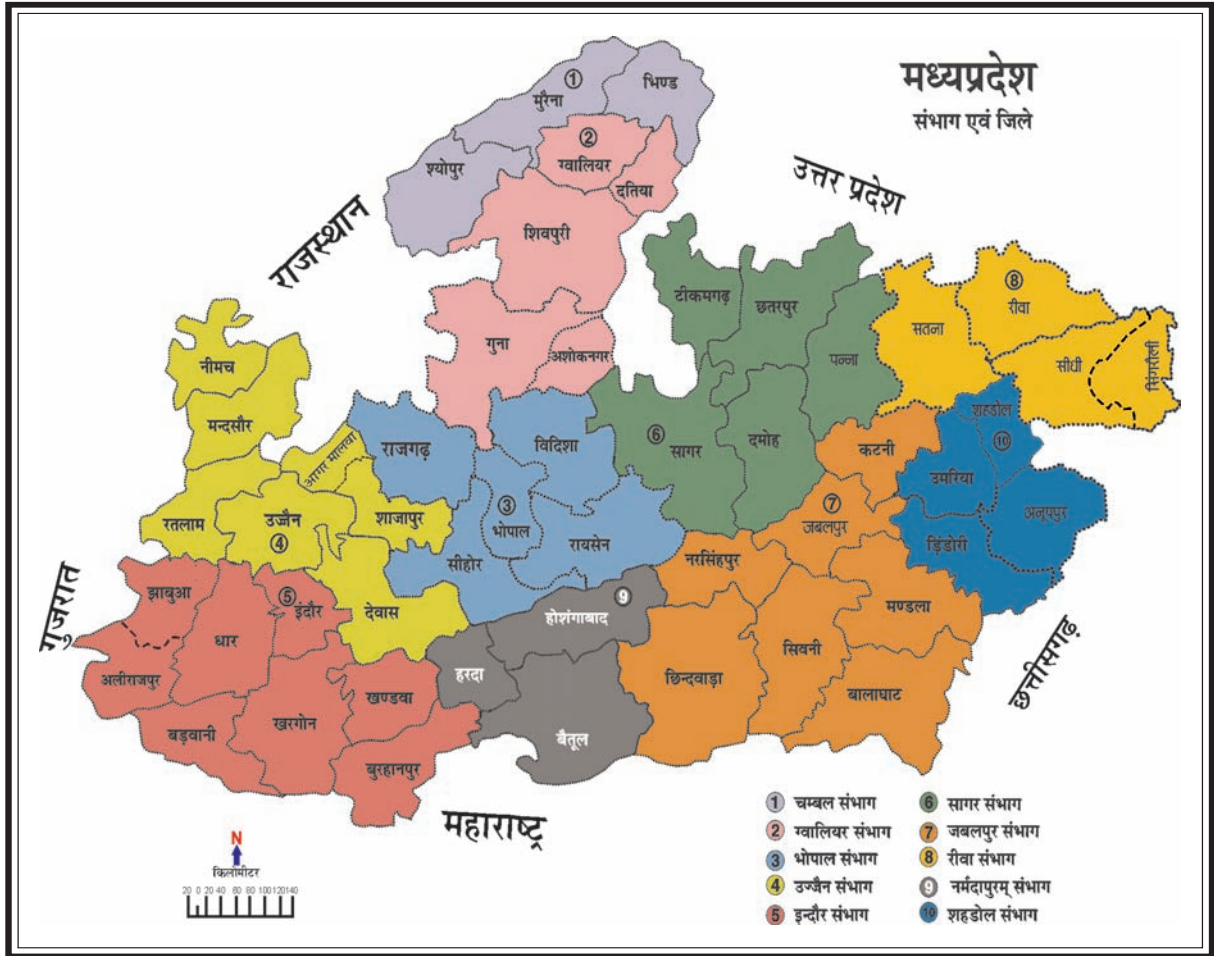 मध्यप्रदेश
संभाग एवं जिले
उत्तर प्रदेश
राजस्थान
गुजरात
महाराष्ट्र
छत्तीसगढ़
①
मुरैना
भिण्ड
②
ग्वालियर
श्योपुर
दतिया
शिवपुरी
गुना
अशोकनगर
टीकमगढ़
छतरपुर
पन्ना
सतना
⑧
रीवा
सीधी
सिंगरौली
नीमच
मन्दसौर
आगर मालवा
राजगढ़
विदिशा
⑥
सागर
दमोह
कटनी
शहडोल
⑩
उमरिया
अनूपपुर
डिंडोरी
रतलाम
उज्जैन
④
शाजापुर
③
भोपाल
रायसेन
सीहोर
⑦
जबलपुर
नरसिंहपुर
मण्डला
झाबुआ
⑤
इंदौर
धार
देवास
होशंगाबाद
⑨
हरदा
बैतूल
छिन्दवाड़ा
सिवनी
बालाघाट
अलीराजपुर
बड़वानी
खरगोन
खण्डवा
बुरहानपुर
N
किलोमीटर
20 0 20 40 60 80 100 120 140
① चम्बल संभाग
② ग्वालियर संभाग
③ भोपाल संभाग
④ उज्जैन संभाग
⑤ इन्दौर संभाग
⑥ सागर संभाग
⑦ जबलपुर संभाग
⑧ रीवा संभाग
⑨ नर्मदापुरम् संभाग
⑩ शहडोल संभाग